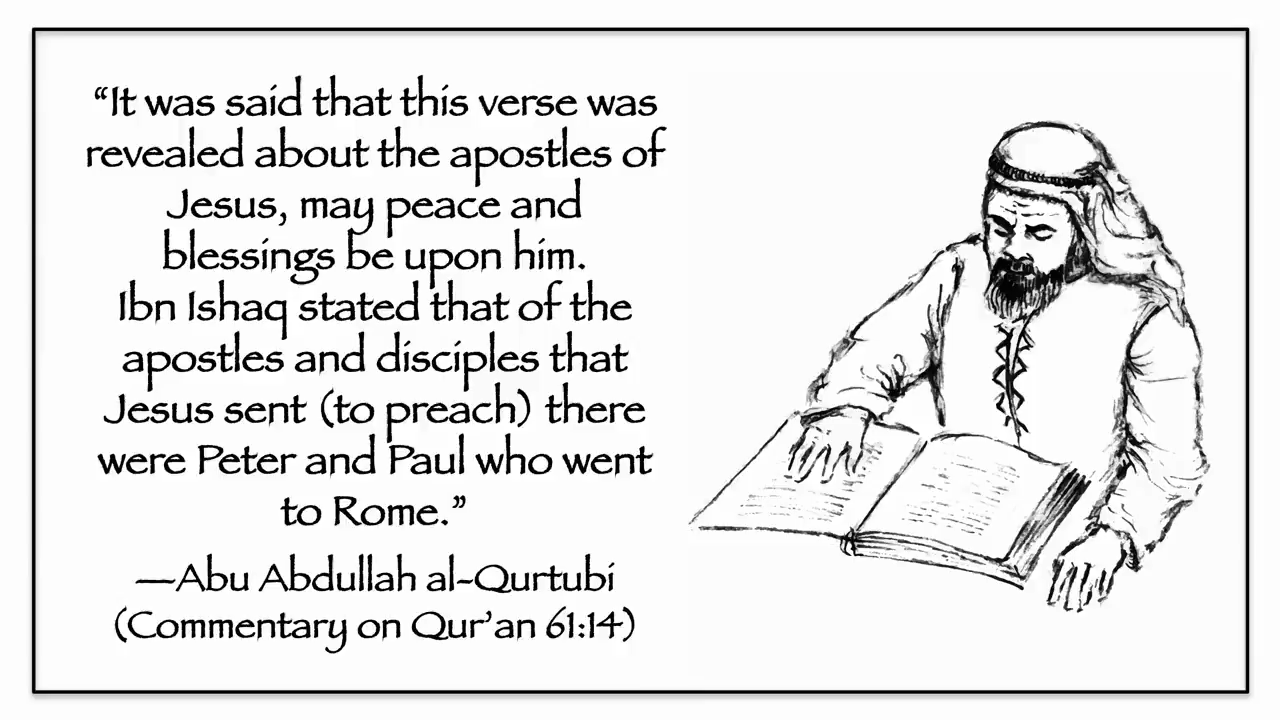 “It was said that this verse was
revealed about the apostles of
Jesus, may peace and
blessings be upon him.
Ibn Ishaq stated that of the
apostles and disciples that
Jesus sent (to preach) there
were Peter and Paul who went
to Rome.”
—Abu Abdullah al-Qurtubi
(Commentary on Qur’an 61:14)